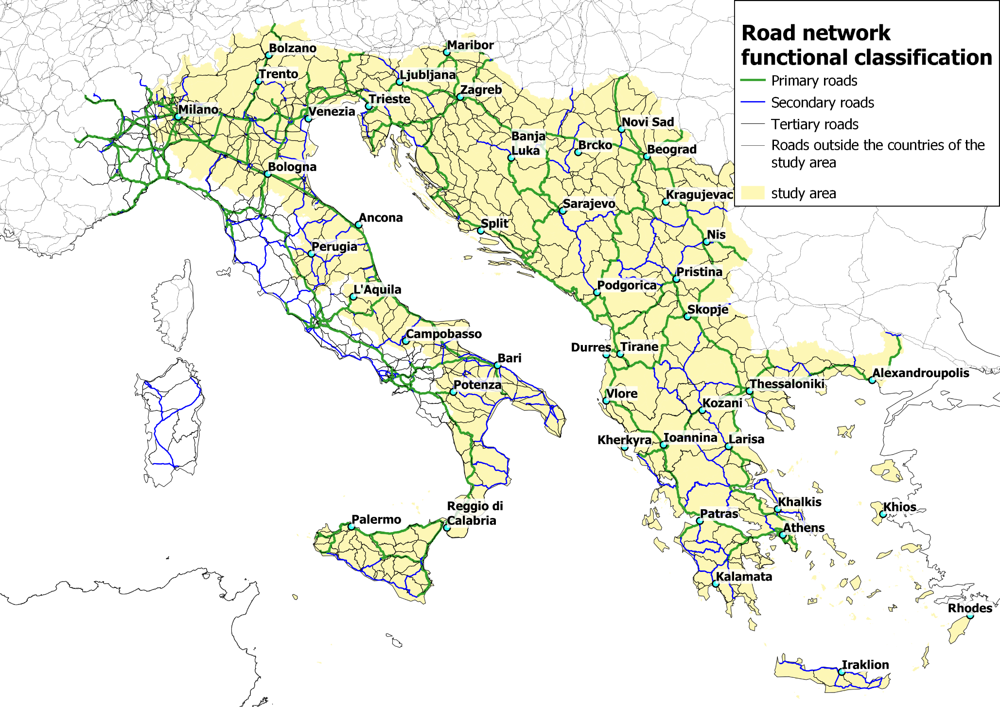 Road network
functional classification
Primary roads
Secondary roads
Tertiary roads
Roads outside the countries of the
study area
study area
Bolzano
Maribor
Trento
Ljubljana
Zagreb
Trieste
Milano
Venezia
Novi Sad
Banja
Luka
Brcko
Beograd
Bologna
Kragujevac
Sarajevo
Ancona
Split
Nis
Perugia
Pristina
L'Aquila
Podgorica
Skopje
Campobasso
Durres
Tirane
Bari
Alexandroupolis
Potenza
Thessaloniki
Vlore
Kozani
Kherkyra
Ioannina
Larisa
Reggio di
Calabria
Khalkis
Khios
Patras
Palermo
Athens
Kalamata
Rhodes
Iraklion